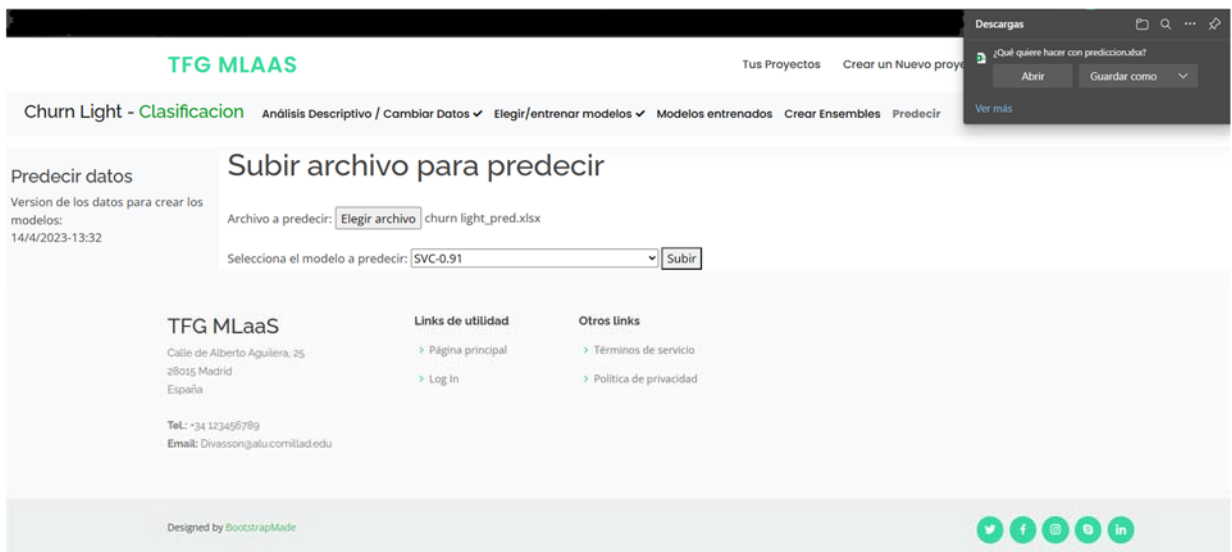 Descargas
¿Qué quiere hacer con prediccion.xlsx?
Abrir
Guardar como
Ver más
TFG MLAAS
Tus Proyectos
Crear un Nuevo proye
Churn Light - Clasificacion
Análisis Descriptivo / Cambiar Datos ✔
Elegir/entrenar modelos ✔
Modelos entrenados
Crear Ensembles
Predecir
Predecir datos
Version de los datos para crear los
modelos:
14/4/2023-13:32
Subir archivo para predecir
Archivo a predecir: Elegir archivo churn light_pred.xlsx
Selecciona el modelo a predecir: SVC-0.91 Subir
TFG MLaaS
Calle de Alberto Aguilera, 25
28015 Madrid
España
Tel.: +34 123456789
Email: Divasson@alu.comillad.edu
Links de utilidad
> Página principal
> Log In
Otros links
> Términos de servicio
> Política de privacidad
Designed by BootstrapMade